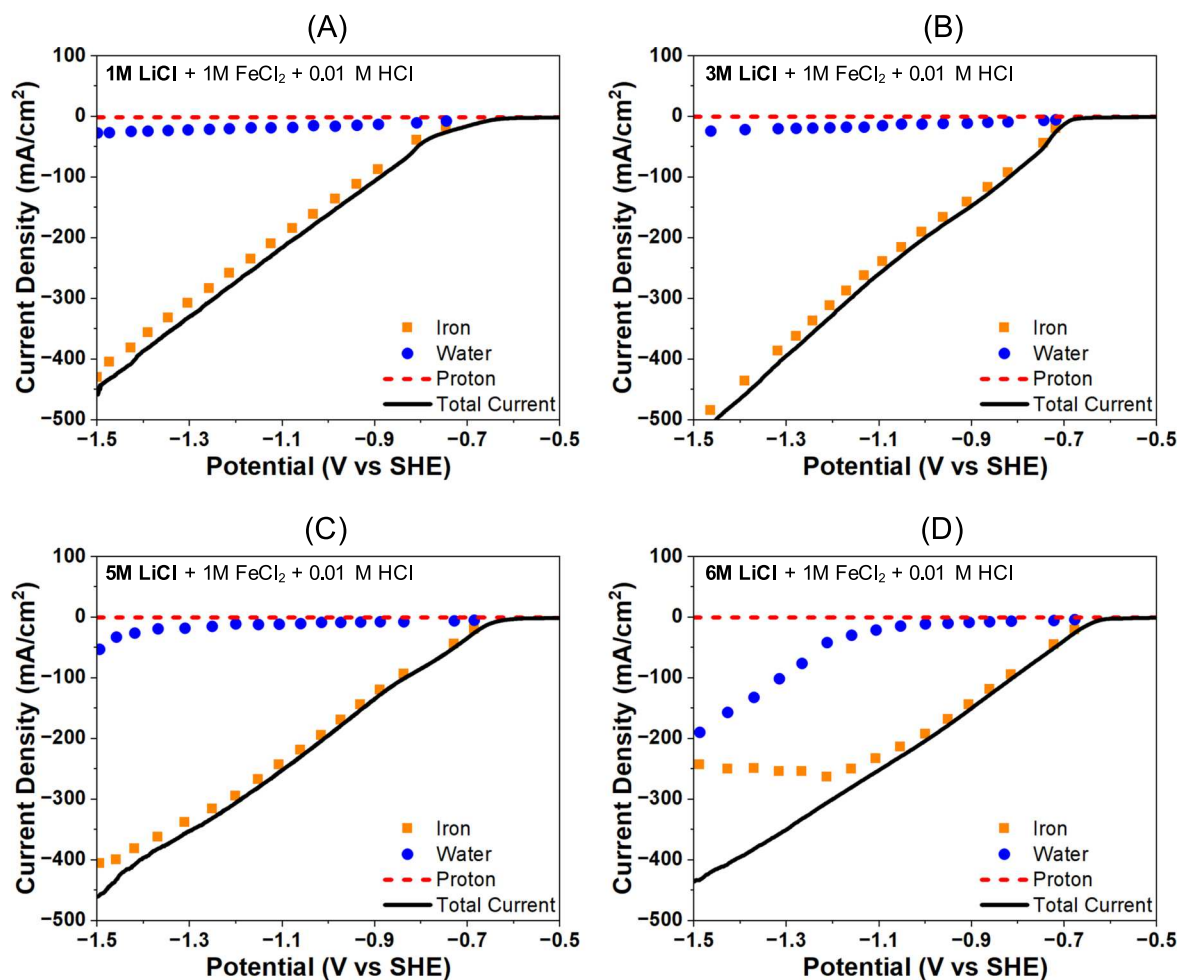 (A)
1M LiCl + 1M FeCl₂ + 0.01 M HCl
100
0
−100
−200
−300
−400
−500
Current Density (mA/cm²)
Iron
Water
Proton
Total Current
−1.5 −1.3 −1.1 −0.9 −0.7 −0.5
Potential (V vs SHE)
(B)
3M LiCl + 1M FeCl₂ + 0.01 M HCl
100
0
−100
−200
−300
−400
−500
Current Density (mA/cm²)
Iron
Water
Proton
Total Current
−1.5 −1.3 −1.1 −0.9 −0.7 −0.5
Potential (V vs SHE)
(C)
5M LiCl + 1M FeCl₂ + 0.01 M HCl
100
0
−100
−200
−300
−400
−500
Current Density (mA/cm²)
Iron
Water
Proton
Total Current
−1.5 −1.3 −1.1 −0.9 −0.7 −0.5
Potential (V vs SHE)
(D)
6M LiCl + 1M FeCl₂ + 0.01 M HCl
100
0
−100
−200
−300
−400
−500
Current Density (mA/cm²)
Iron
Water
Proton
Total Current
−1.5 −1.3 −1.1 −0.9 −0.7 −0.5
Potential (V vs SHE)